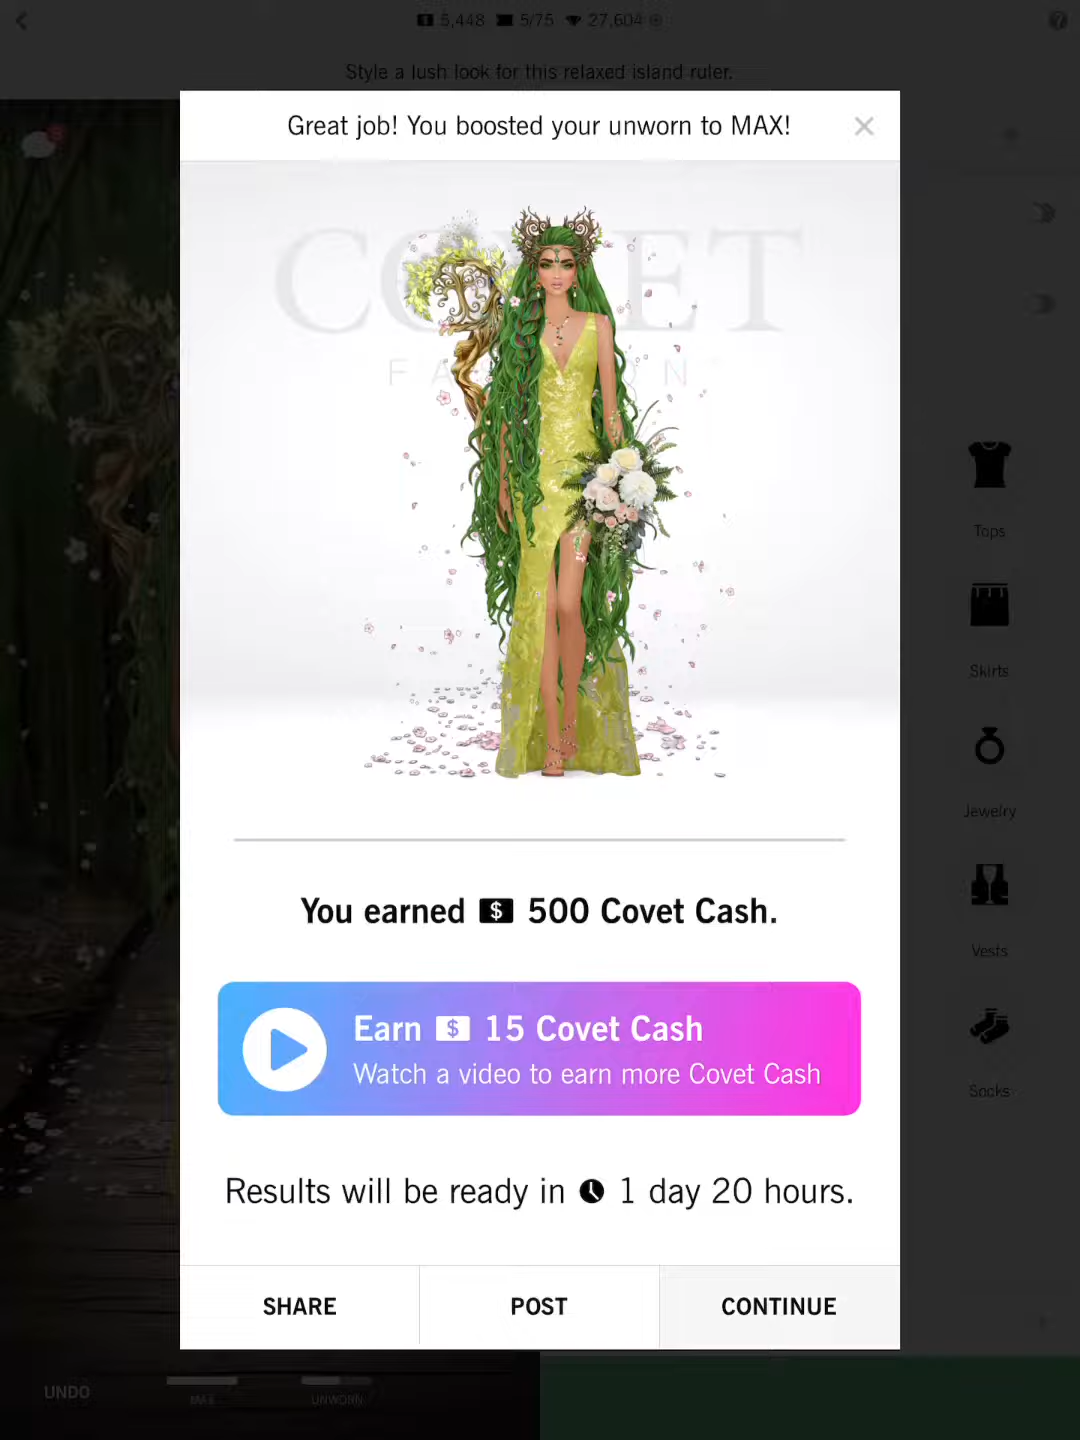 5,448 5/75 27,604
?
Style a lush look for this relaxed island ruler.
Great job! You boosted your unworn to MAX!
COVET
FASHION
Tops
Skirts
Jewelry
Vests
Socks
You earned $ 500 Covet Cash.
Earn $ 15 Covet Cash
Watch a video to earn more Covet Cash
Results will be ready in 1 day 20 hours.
SHARE POST CONTINUE
UNDO
UNWORN